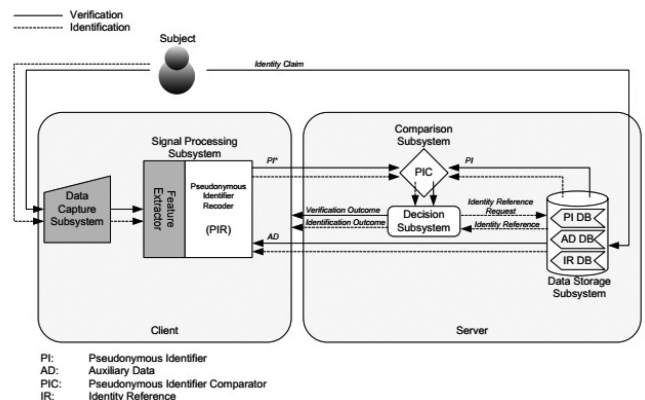 Verification
Identification
Subject
Identity Claim
Signal Processing
Subsystem
Comparison
Subsystem
PI*
PI
PIC
Data
Capture
Subsystem
Feature
Extractor
Pseudonymous
Identifier
Recoder
(PIR)
Verification Outcome
Identification Outcome
Decision
Subsystem
Identity Reference
Request
Identity Reference
AD
PI DB
AD DB
IR DB
Data Storage
Subsystem
Client
Server
PI: Pseudonymous Identifier
AD: Auxiliary Data
PIC: Pseudonymous Identifier Comparator
IR: Identity Reference